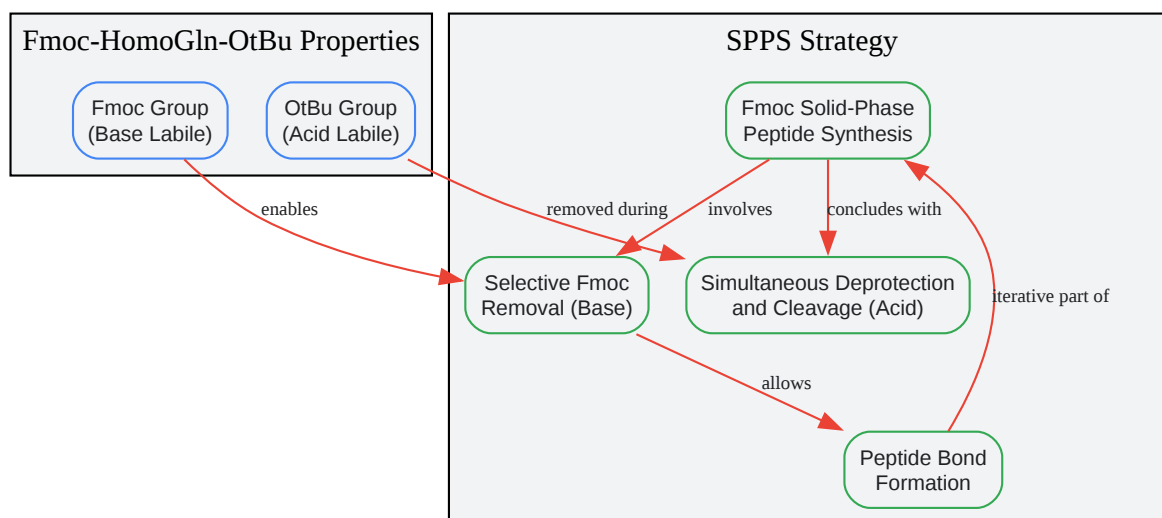 Fmoc-HomoGln-OtBu Properties
SPPS Strategy
Fmoc Group
(Base Labile)
OtBu Group
(Acid Labile)
Fmoc Solid-Phase
Peptide Synthesis
enables
removed during
involves
concludes with
Selective Fmoc
Removal (Base)
Simultaneous Deprotection
and Cleavage (Acid)
iterative part of
allows
Peptide Bond
Formation